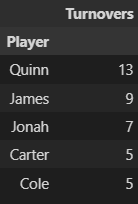 Turnovers
Player
Quinn 13
James 9
Jonah 7
Carter 5
Cole 5